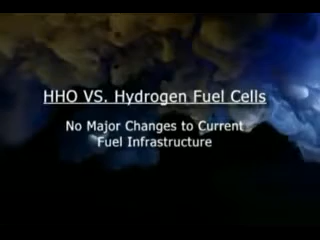 HHO VS. Hydrogen Fuel Cells
No Major Changes to Current
Fuel Infrastructure